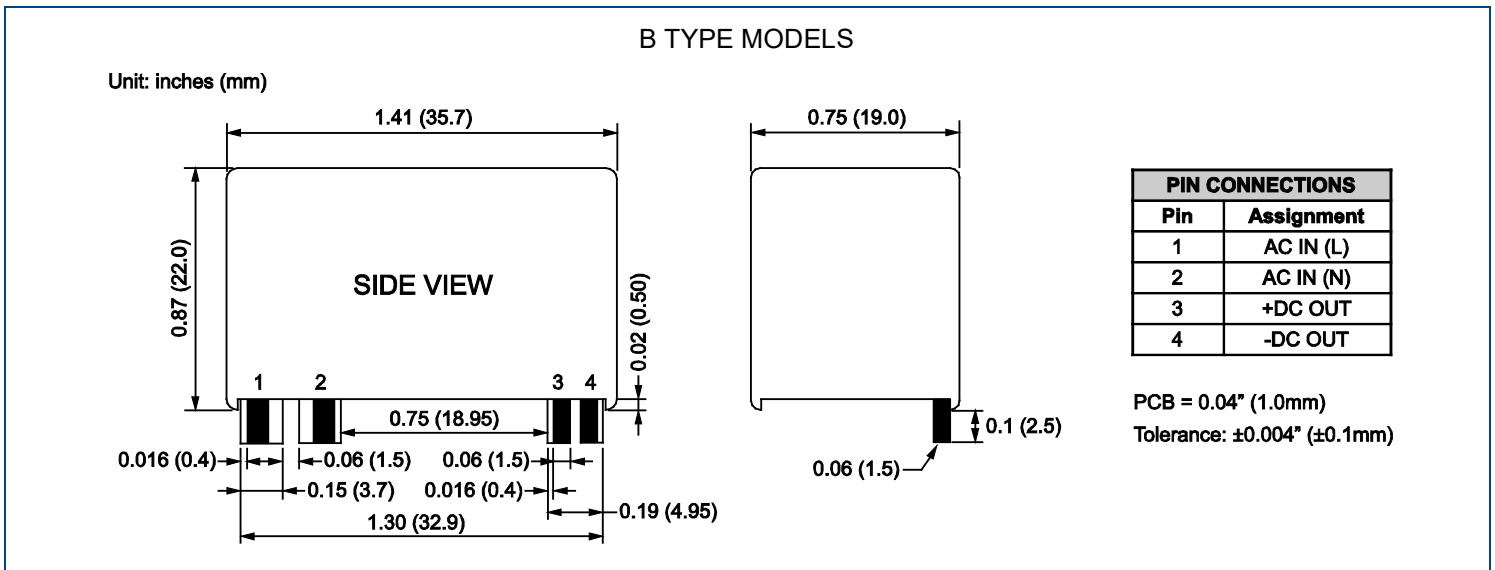 B TYPE MODELS
Unit: inches (mm)
1.41 (35.7)
0.75 (19.0)
0.87 (22.0)
SIDE VIEW
0.02 (0.50)
1
2
3
4
0.75 (18.95)
0.1 (2.5)
0.016 (0.4)
0.06 (1.5)
0.06 (1.5)
0.06 (1.5)
0.15 (3.7)
0.016 (0.4)
0.19 (4.95)
1.30 (32.9)
PIN CONNECTIONS
Pin Assignment
1 AC IN (L)
2 AC IN (N)
3 +DC OUT
4 -DC OUT
PCB = 0.04” (1.0mm)
Tolerance: ±0.004” (±0.1mm)